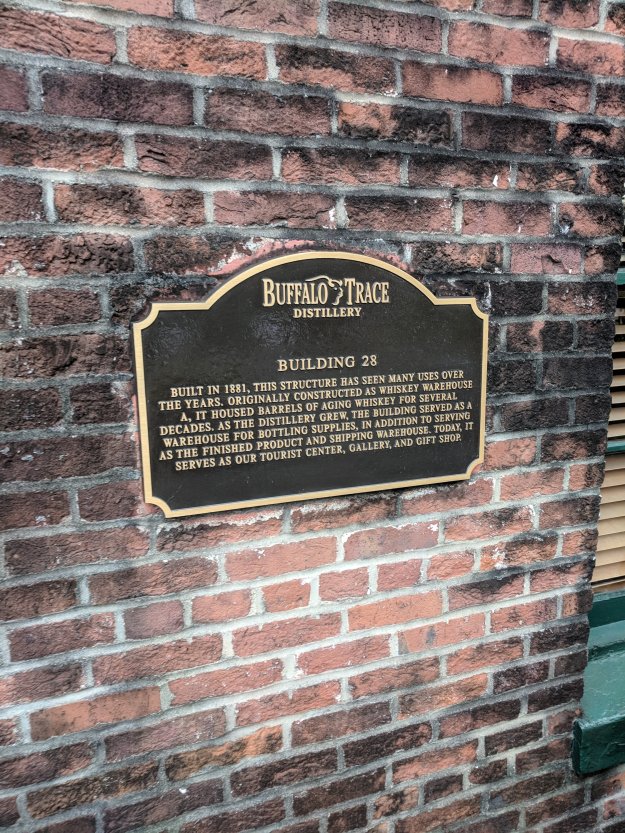 BUFFALO TRACE
DISTILLERY
BUILDING 28
BUILT IN 1881, THIS STRUCTURE HAS SEEN MANY USES OVER
THE YEARS. ORIGINALLY CONSTRUCTED AS WHISKEY WAREHOUSE
A, IT HOUSED BARRELS OF AGING WHISKEY FOR SEVERAL
DECADES. AS THE DISTILLERY GREW, THE BUILDING SERVED AS A
WAREHOUSE FOR BOTTLING SUPPLIES, IN ADDITION TO SERVING
AS THE FINISHED PRODUCT AND SHIPPING WAREHOUSE. TODAY, IT
SERVES AS OUR TOURIST CENTER, GALLERY, AND GIFT SHOP.